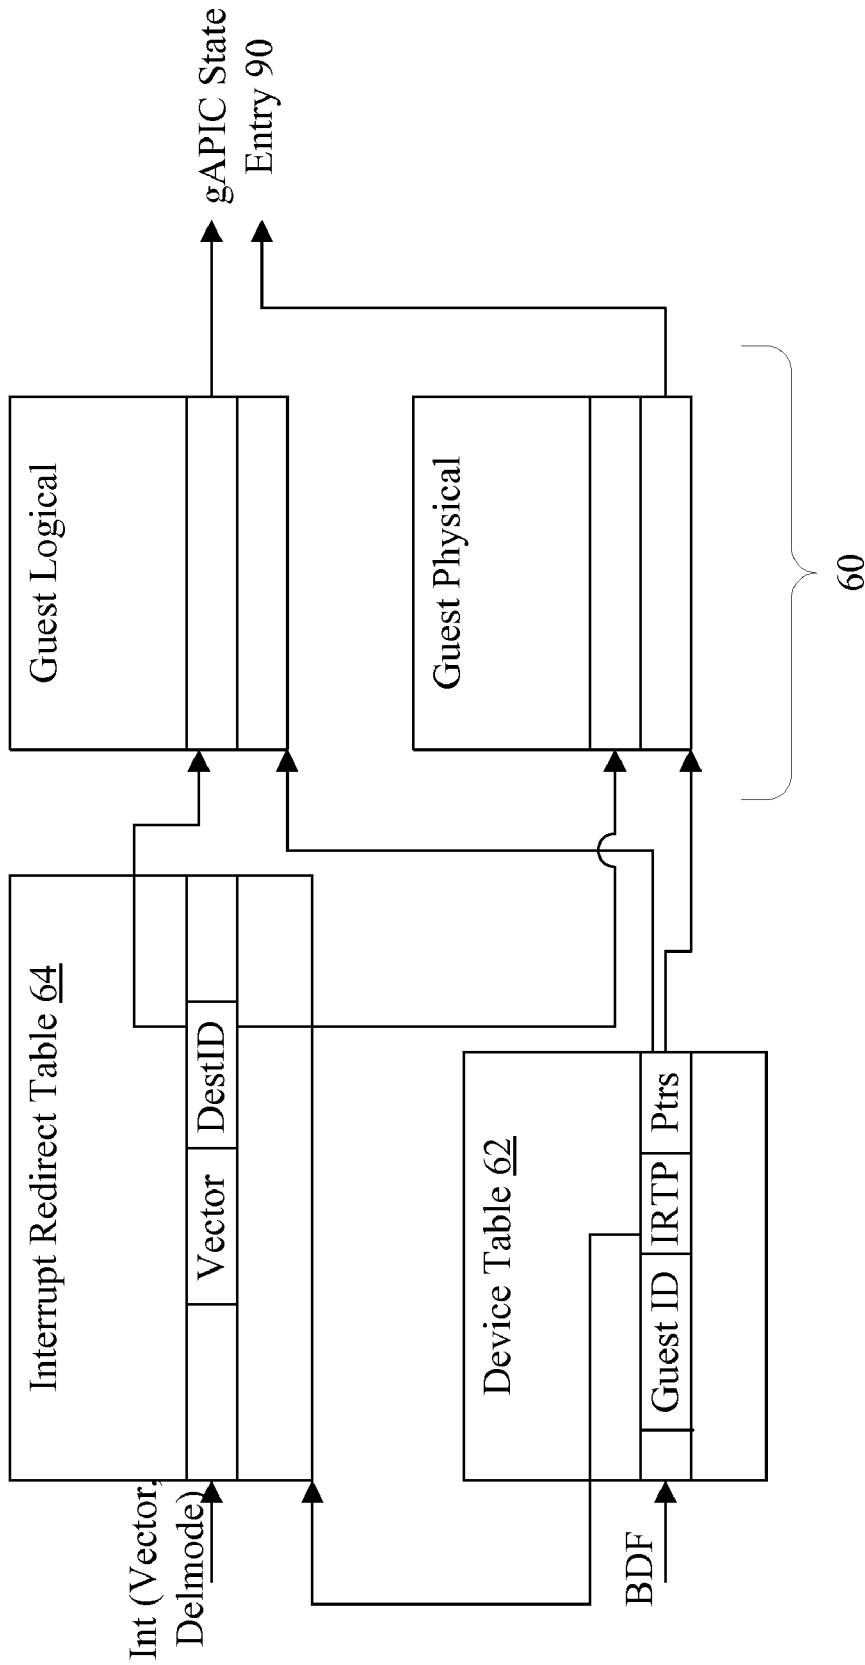 Int (Vector,
Delmode)
Interrupt Redirect Table 64
Vector
DestID
Guest Logical
gAPIC State
Entry 90
BDF
Device Table 62
Guest ID
IRTP
Ptrs
Guest Physical
60